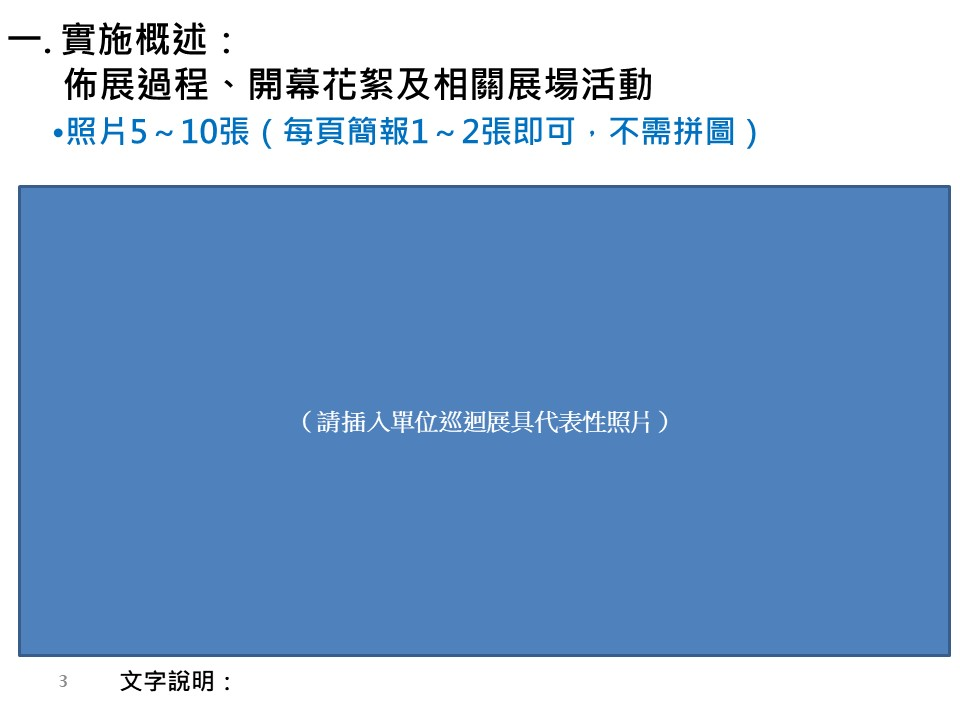 一. 實施概述：
佈展過程、開幕花絮及相關展場活動
•照片5～10張（每頁簡報1～2張即可，不需拼圖）
（請插入單位巡迴展具代表性照片）
3
文字說明：